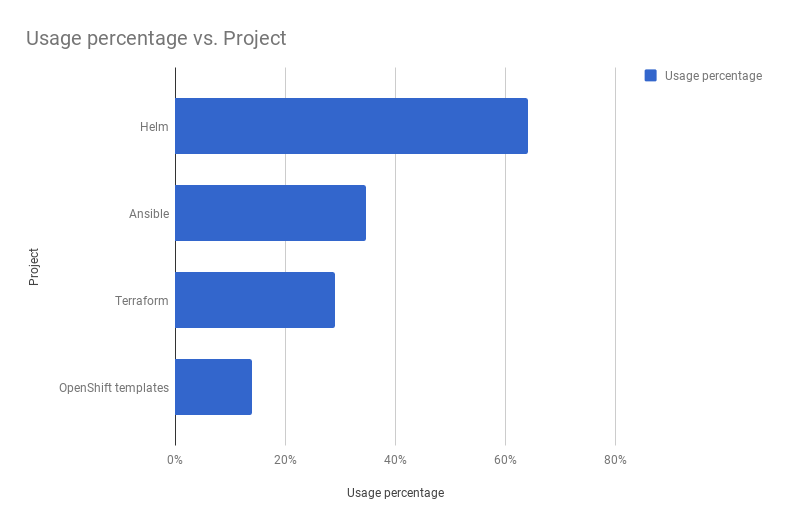 Usage percentage vs. Project
Usage percentage
Helm
Ansible
Project
Terraform
OpenShift templates
0% 20% 40% 60% 80%
Usage percentage